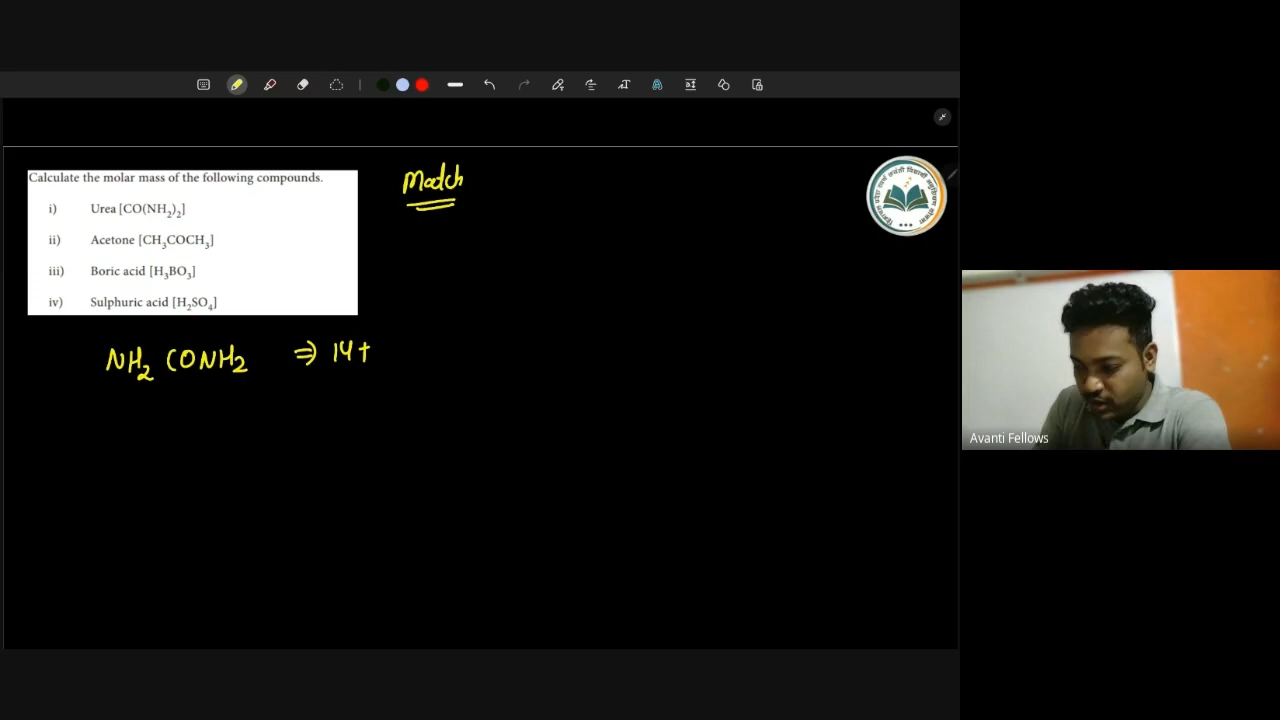 Calculate the molar mass of the following compounds.
i) Urea [CO(NH₂)₂]
ii) Acetone [CH₃COCH₃]
iii) Boric acid [H₃BO₃]
iv) Sulphuric acid [H₂SO₄]
Match
NH₂ CONH₂ ⇒ 14+
Avanti Fellows